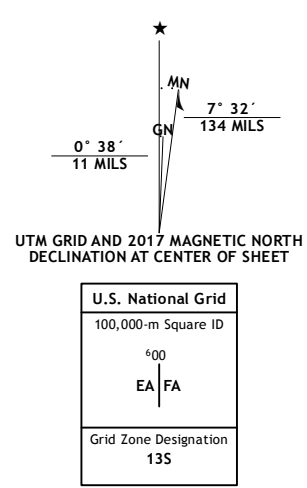 ★
MN
GN
7° 32´
134 MILS
0° 38´
11 MILS
UTM GRID AND 2017 MAGNETIC NORTH
DECLINATION AT CENTER OF SHEET
U.S. National Grid
100,000-m Square ID
⁶00
EA FA
Grid Zone Designation
13S